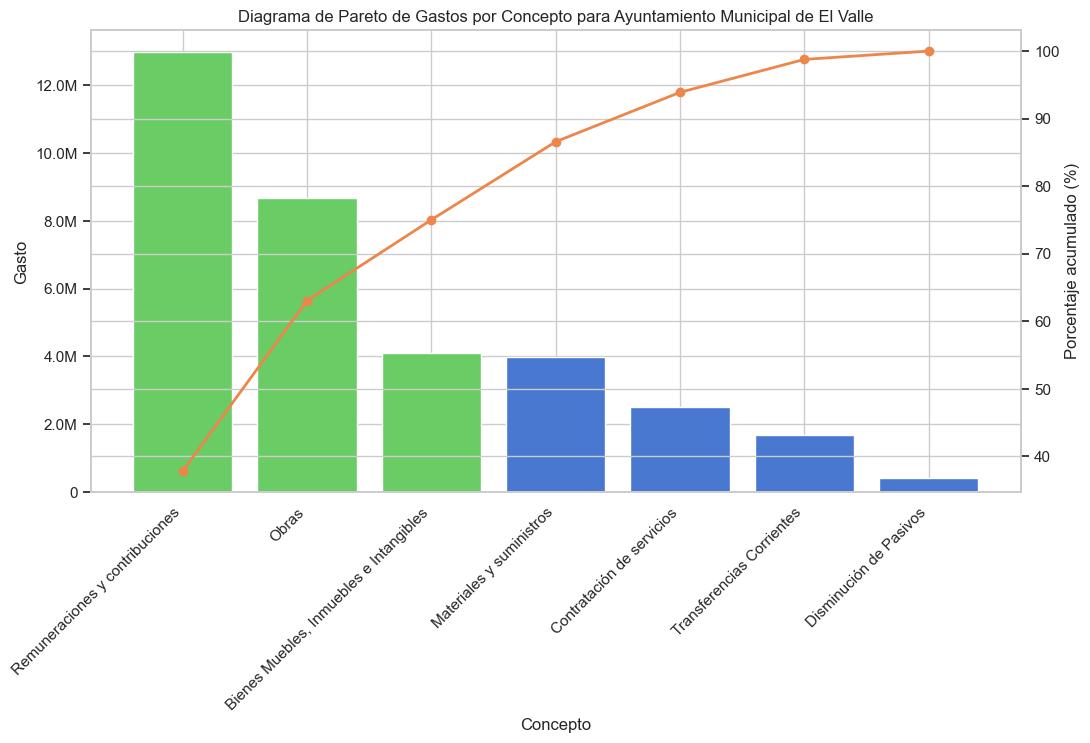 Diagrama de Pareto de Gastos por Concepto para Ayuntamiento Municipal de El Valle
Gasto
12.0M
10.0M
8.0M
6.0M
4.0M
2.0M
0
100
90
80
70
60
50
40
Porcentaje acumulado (%)
Remuneraciones y contribuciones
Obras
Bienes Muebles, Inmuebles e Intangibles
Materiales y suministros
Contratación de servicios
Transferencias Corrientes
Disminución de Pasivos
Concepto